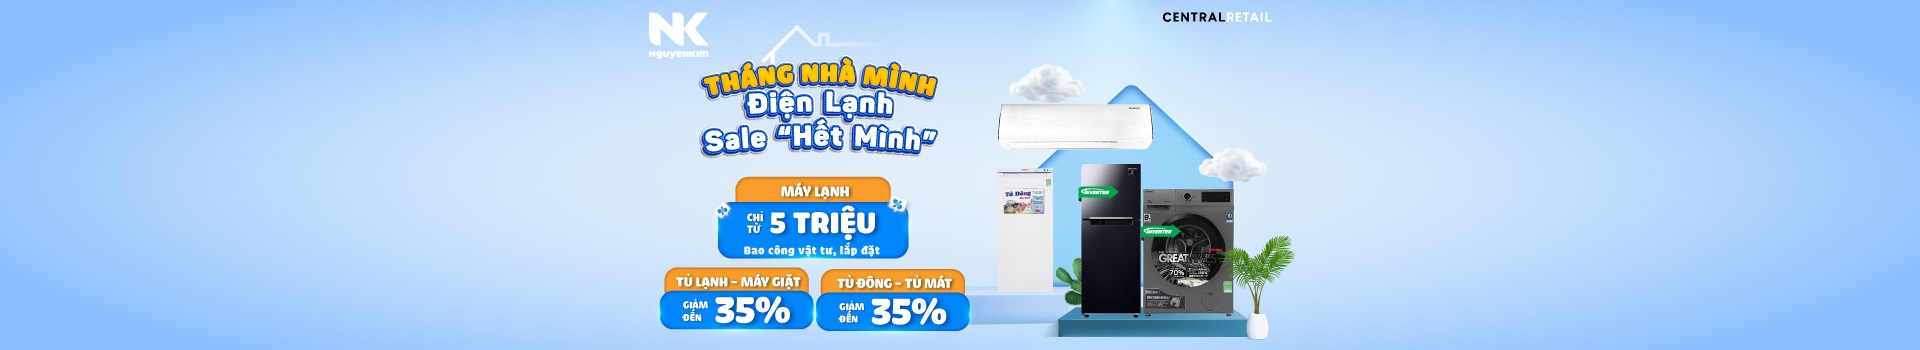 NK
NGUYENKIM
CENTRALRETAIL
THÁNG NHÀ MÌNH
Điện Lạnh
Sale “Hết Mình”
MÁY LẠNH
CHỈ TỪ 5 TRIỆU
Bao công vật tư, lắp đặt
TỦ LẠNH – MÁY GIẶT
GIẢM ĐẾN 35%
TỦ ĐÔNG – TỦ MÁT
GIẢM ĐẾN 35%
Tủ Đông
INVERTER
INVERTER
GREATWAVES
70%